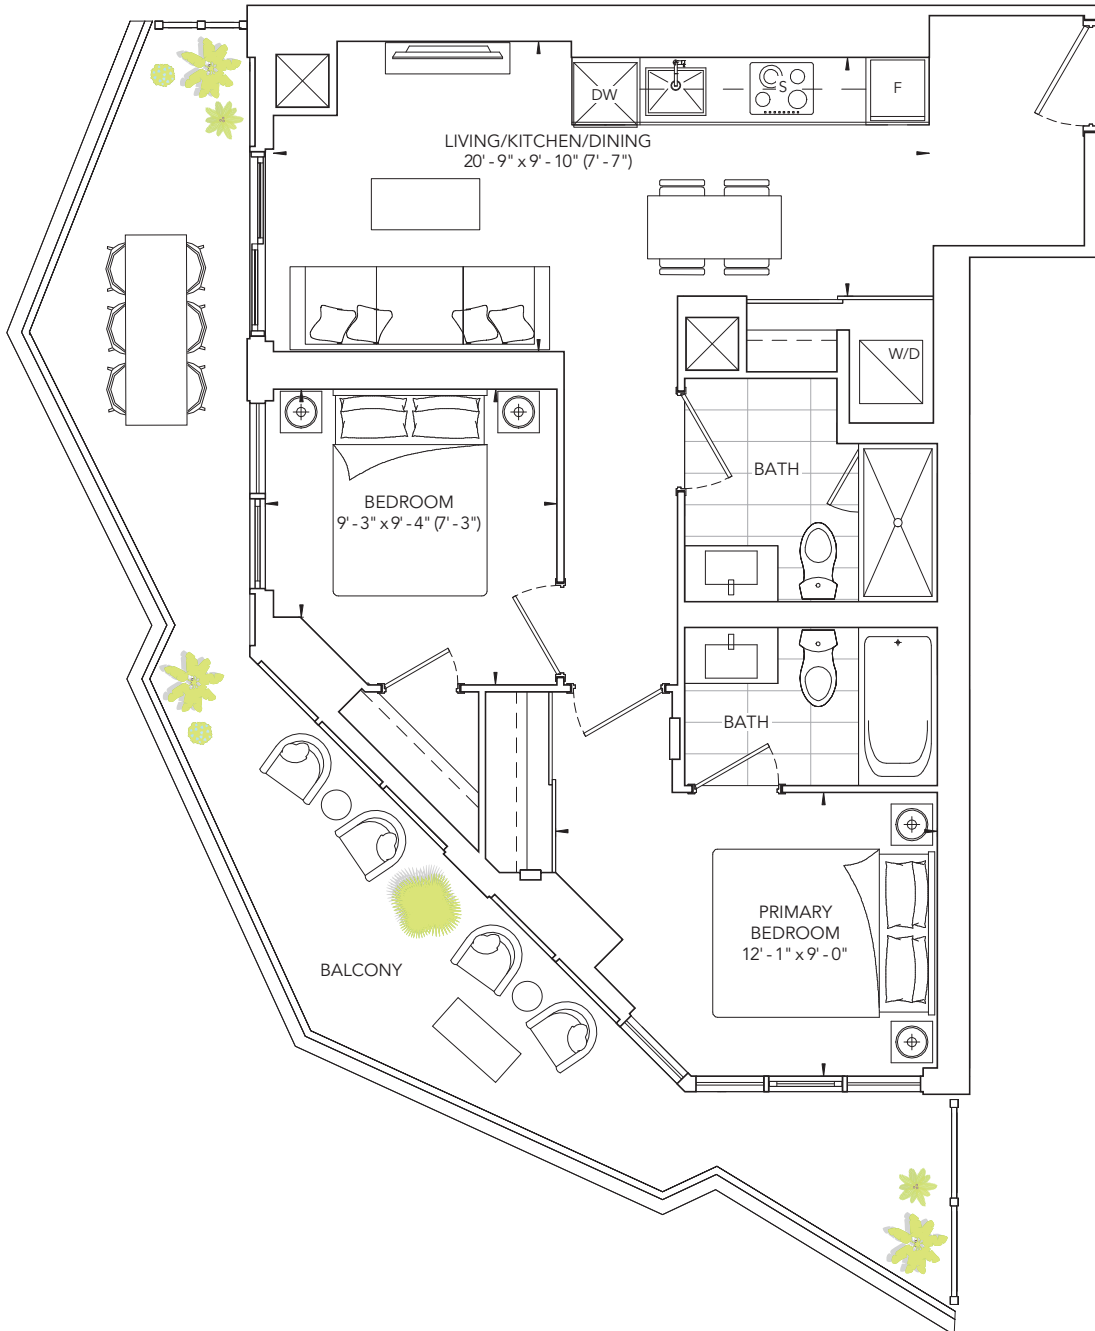 DW
S
F
LIVING/KITCHEN/DINING
20' - 9" x 9' - 10" (7' - 7")
W/D
BATH
BEDROOM
9' - 3" x 9' - 4" (7' - 3")
BATH
PRIMARY
BEDROOM
12' - 1" x 9' - 0"
BALCONY